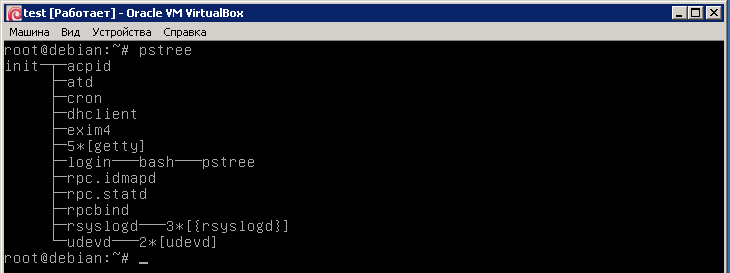 test [Работает] - Oracle VM VirtualBox
Машина Вид Устройства Справка
root@debian:~# pstree
init─┬─acpid
     ├─atd
     ├─cron
     ├─dhclient
     ├─exim4
     ├─5*[getty]
     ├─login───bash───pstree
     ├─rpc.idmapd
     ├─rpc.statd
     ├─rpcbind
     ├─rsyslogd───3*[{rsyslogd}]
     └─udevd───2*[udevd]
root@debian:~# _